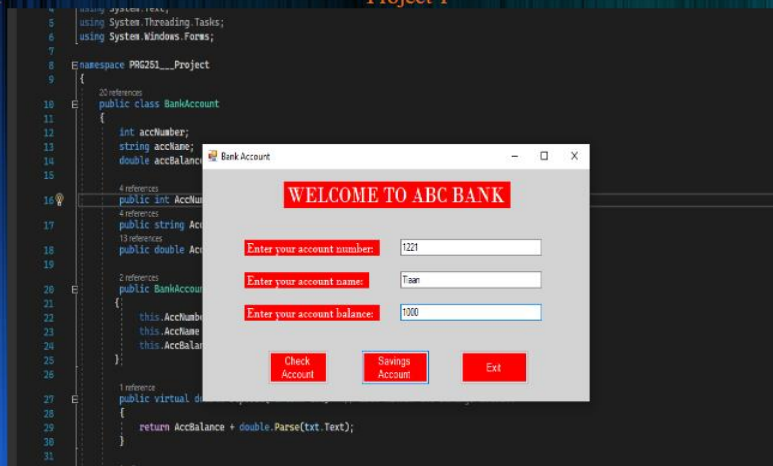 Project 1
using System.Text;
5 using System.Threading.Tasks;
6 using System.Windows.Forms;
7
8 namespace PRG251___Project
9 {
20 references
10 public class BankAccount
11 {
12 int accNumber;
13 string accName;
14 double accBalance
15
4 references
16 public int AccNu
4 references
17 public string Acc
13 references
18 public double Acc
19
2 references
20 public BankAccoun
21 {
22 this.AccNumbe
23 this.AccName
24 this.AccBalan
25 }
26
1 reference
27 public virtual do
28 {
29 return AccBalance + double.Parse(txt.Text);
30 }
31
Bank Account
WELCOME TO ABC BANK
Enter your account number: 1221
Enter your account name: Tiaan
Enter your account balance: 1000
Check Account
Savings Account
Exit